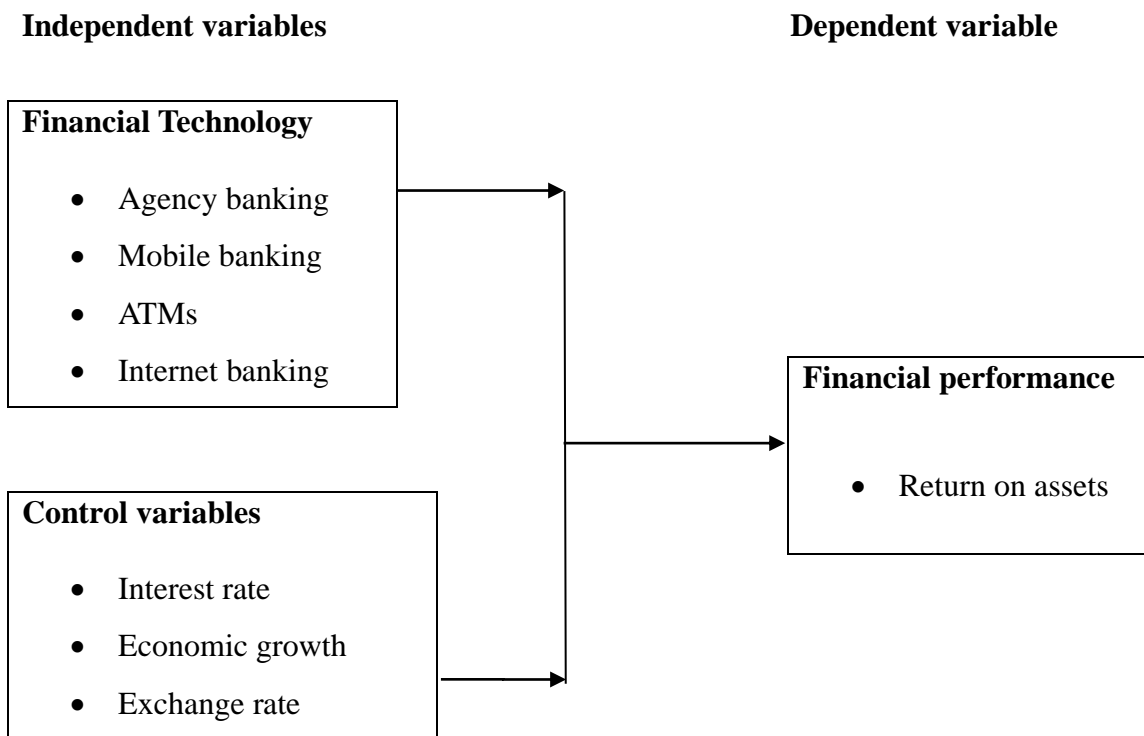 Independent variables
Dependent variable
Financial Technology
• Agency banking
• Mobile banking
• ATMs
• Internet banking
Financial performance
• Return on assets
Control variables
• Interest rate
• Economic growth
• Exchange rate